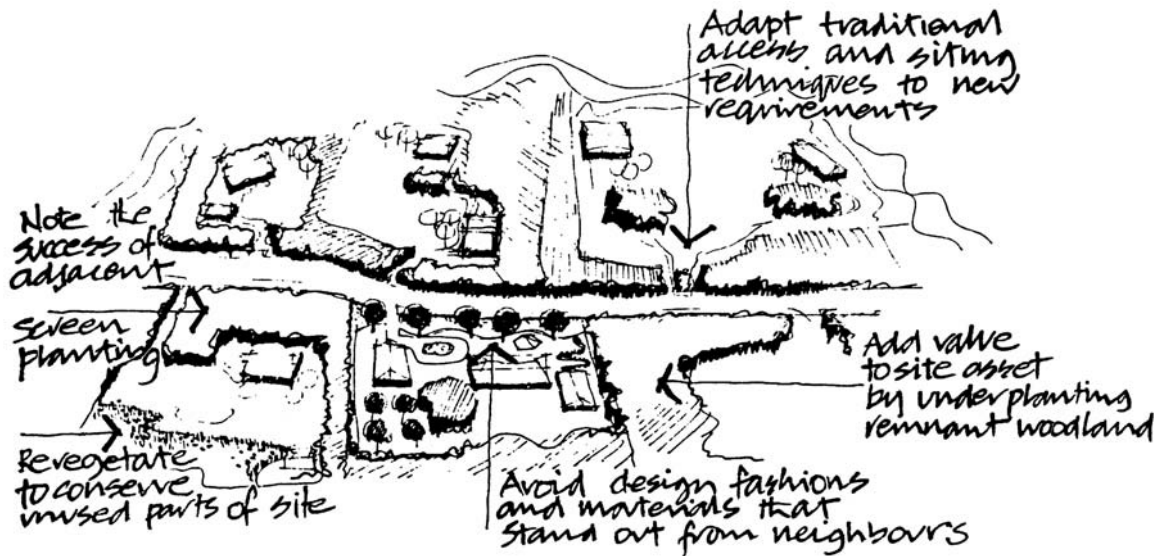 Adapt traditional
access and siting
techniques to new
requirements
Note the
success of
adjacent
screen
planting
Add value
to site asset
by underplanting
remnant woodland
Revegetate
to conserve
unused parts of site
Avoid design fashions
and materials that
stand out from neighbours